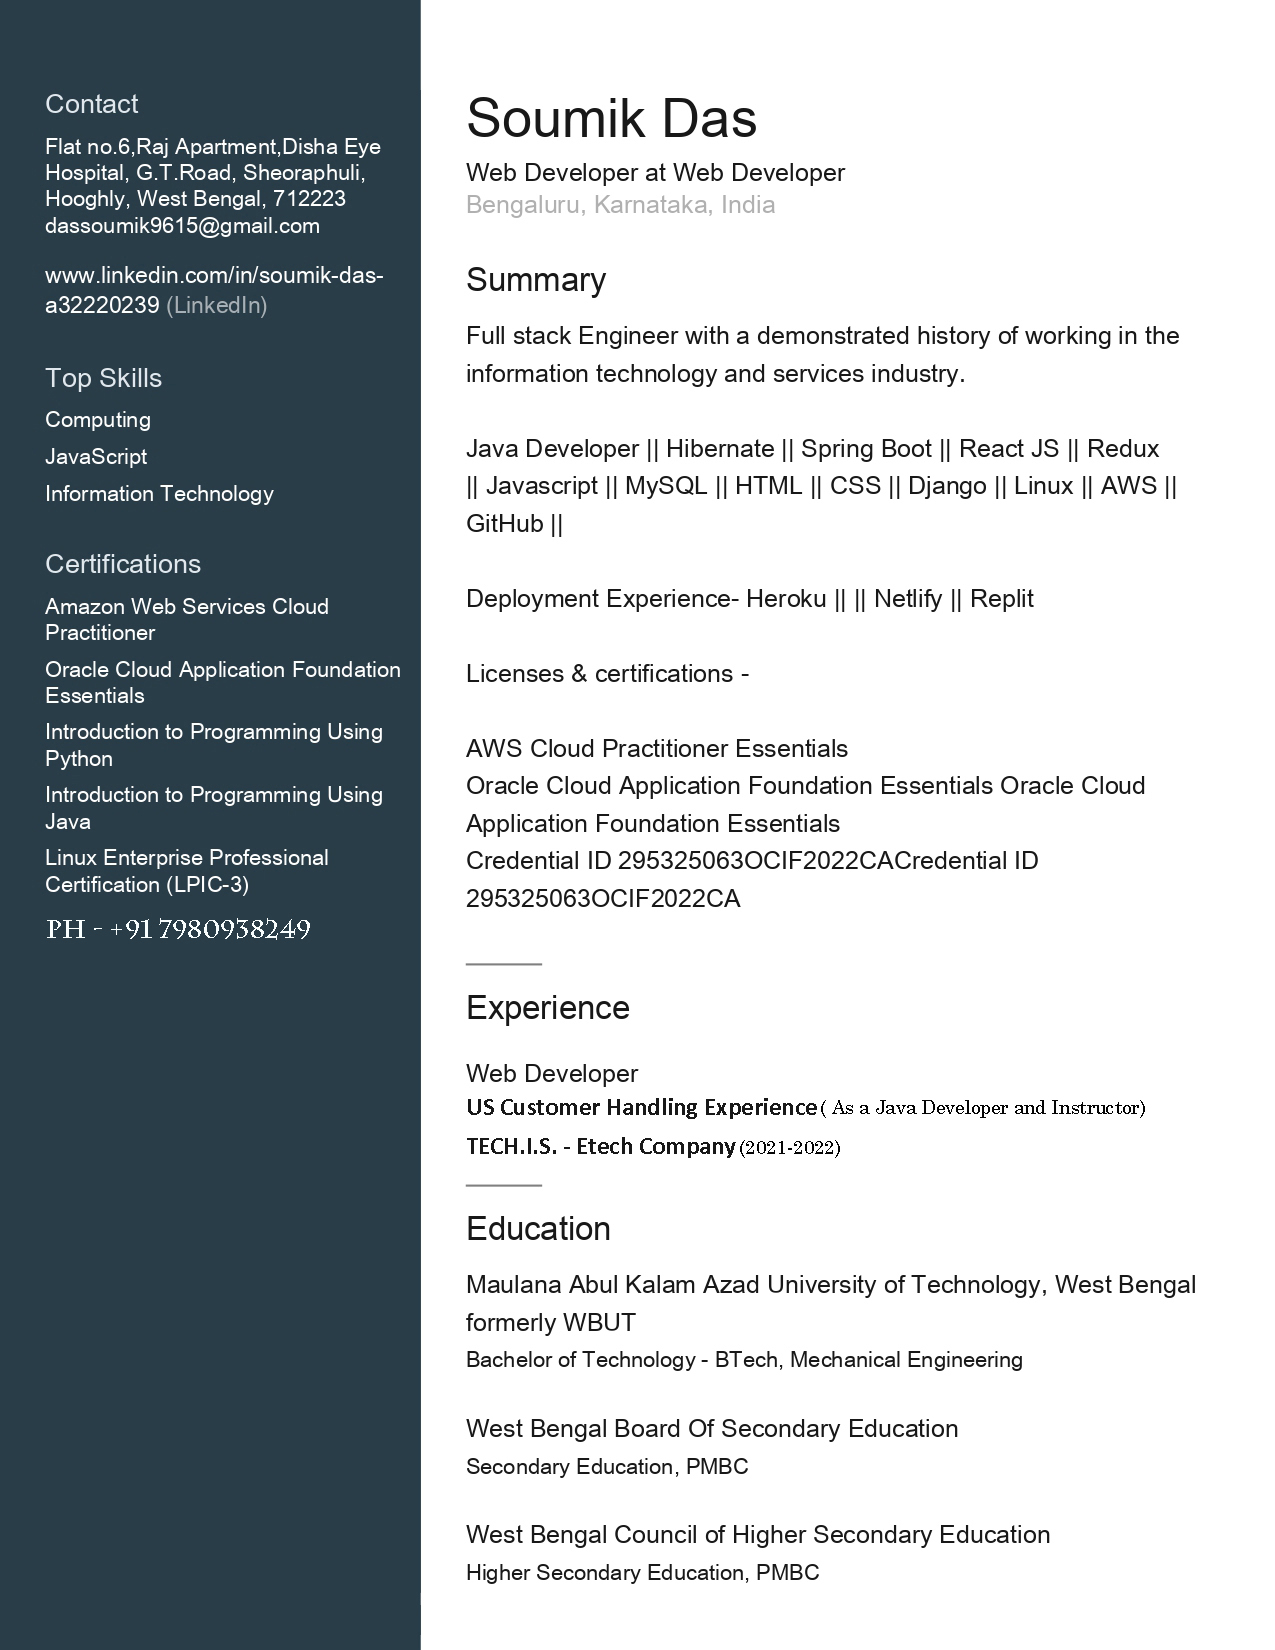 Contact
Flat no.6,Raj Apartment,Disha Eye
Hospital, G.T.Road, Sheoraphuli,
Hooghly, West Bengal, 712223
dassoumik9615@gmail.com
www.linkedin.com/in/soumik-das-
a32220239 (LinkedIn)
Top Skills
Computing
JavaScript
Information Technology
Certifications
Amazon Web Services Cloud
Practitioner
Oracle Cloud Application Foundation
Essentials
Introduction to Programming Using
Python
Introduction to Programming Using
Java
Linux Enterprise Professional
Certification (LPIC-3)
PH - +91 7980938249
Soumik Das
Web Developer at Web Developer
Bengaluru, Karnataka, India
Summary
Full stack Engineer with a demonstrated history of working in the
information technology and services industry.
Java Developer || Hibernate || Spring Boot || React JS || Redux
|| Javascript || MySQL || HTML || CSS || Django || Linux || AWS ||
GitHub ||
Deployment Experience- Heroku || || Netlify || Replit
Licenses & certifications -
AWS Cloud Practitioner Essentials
Oracle Cloud Application Foundation Essentials Oracle Cloud
Application Foundation Essentials
Credential ID 295325063OCIF2022CACredential ID
295325063OCIF2022CA
Experience
Web Developer
US Customer Handling Experience( As a Java Developer and Instructor)
TECH.I.S. - Etech Company(2021-2022)
Education
Maulana Abul Kalam Azad University of Technology, West Bengal
formerly WBUT
Bachelor of Technology - BTech, Mechanical Engineering
West Bengal Board Of Secondary Education
Secondary Education, PMBC
West Bengal Council of Higher Secondary Education
Higher Secondary Education, PMBC